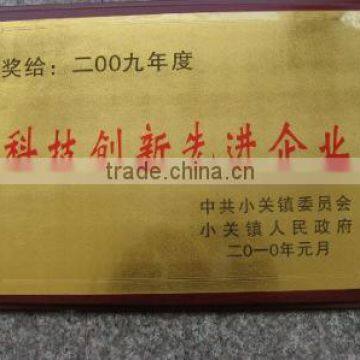 奖给：二00九年度
科技创新先进企业
trade.china.cn
中共小关镇委员会
小关镇人民政府
二0一0年元月